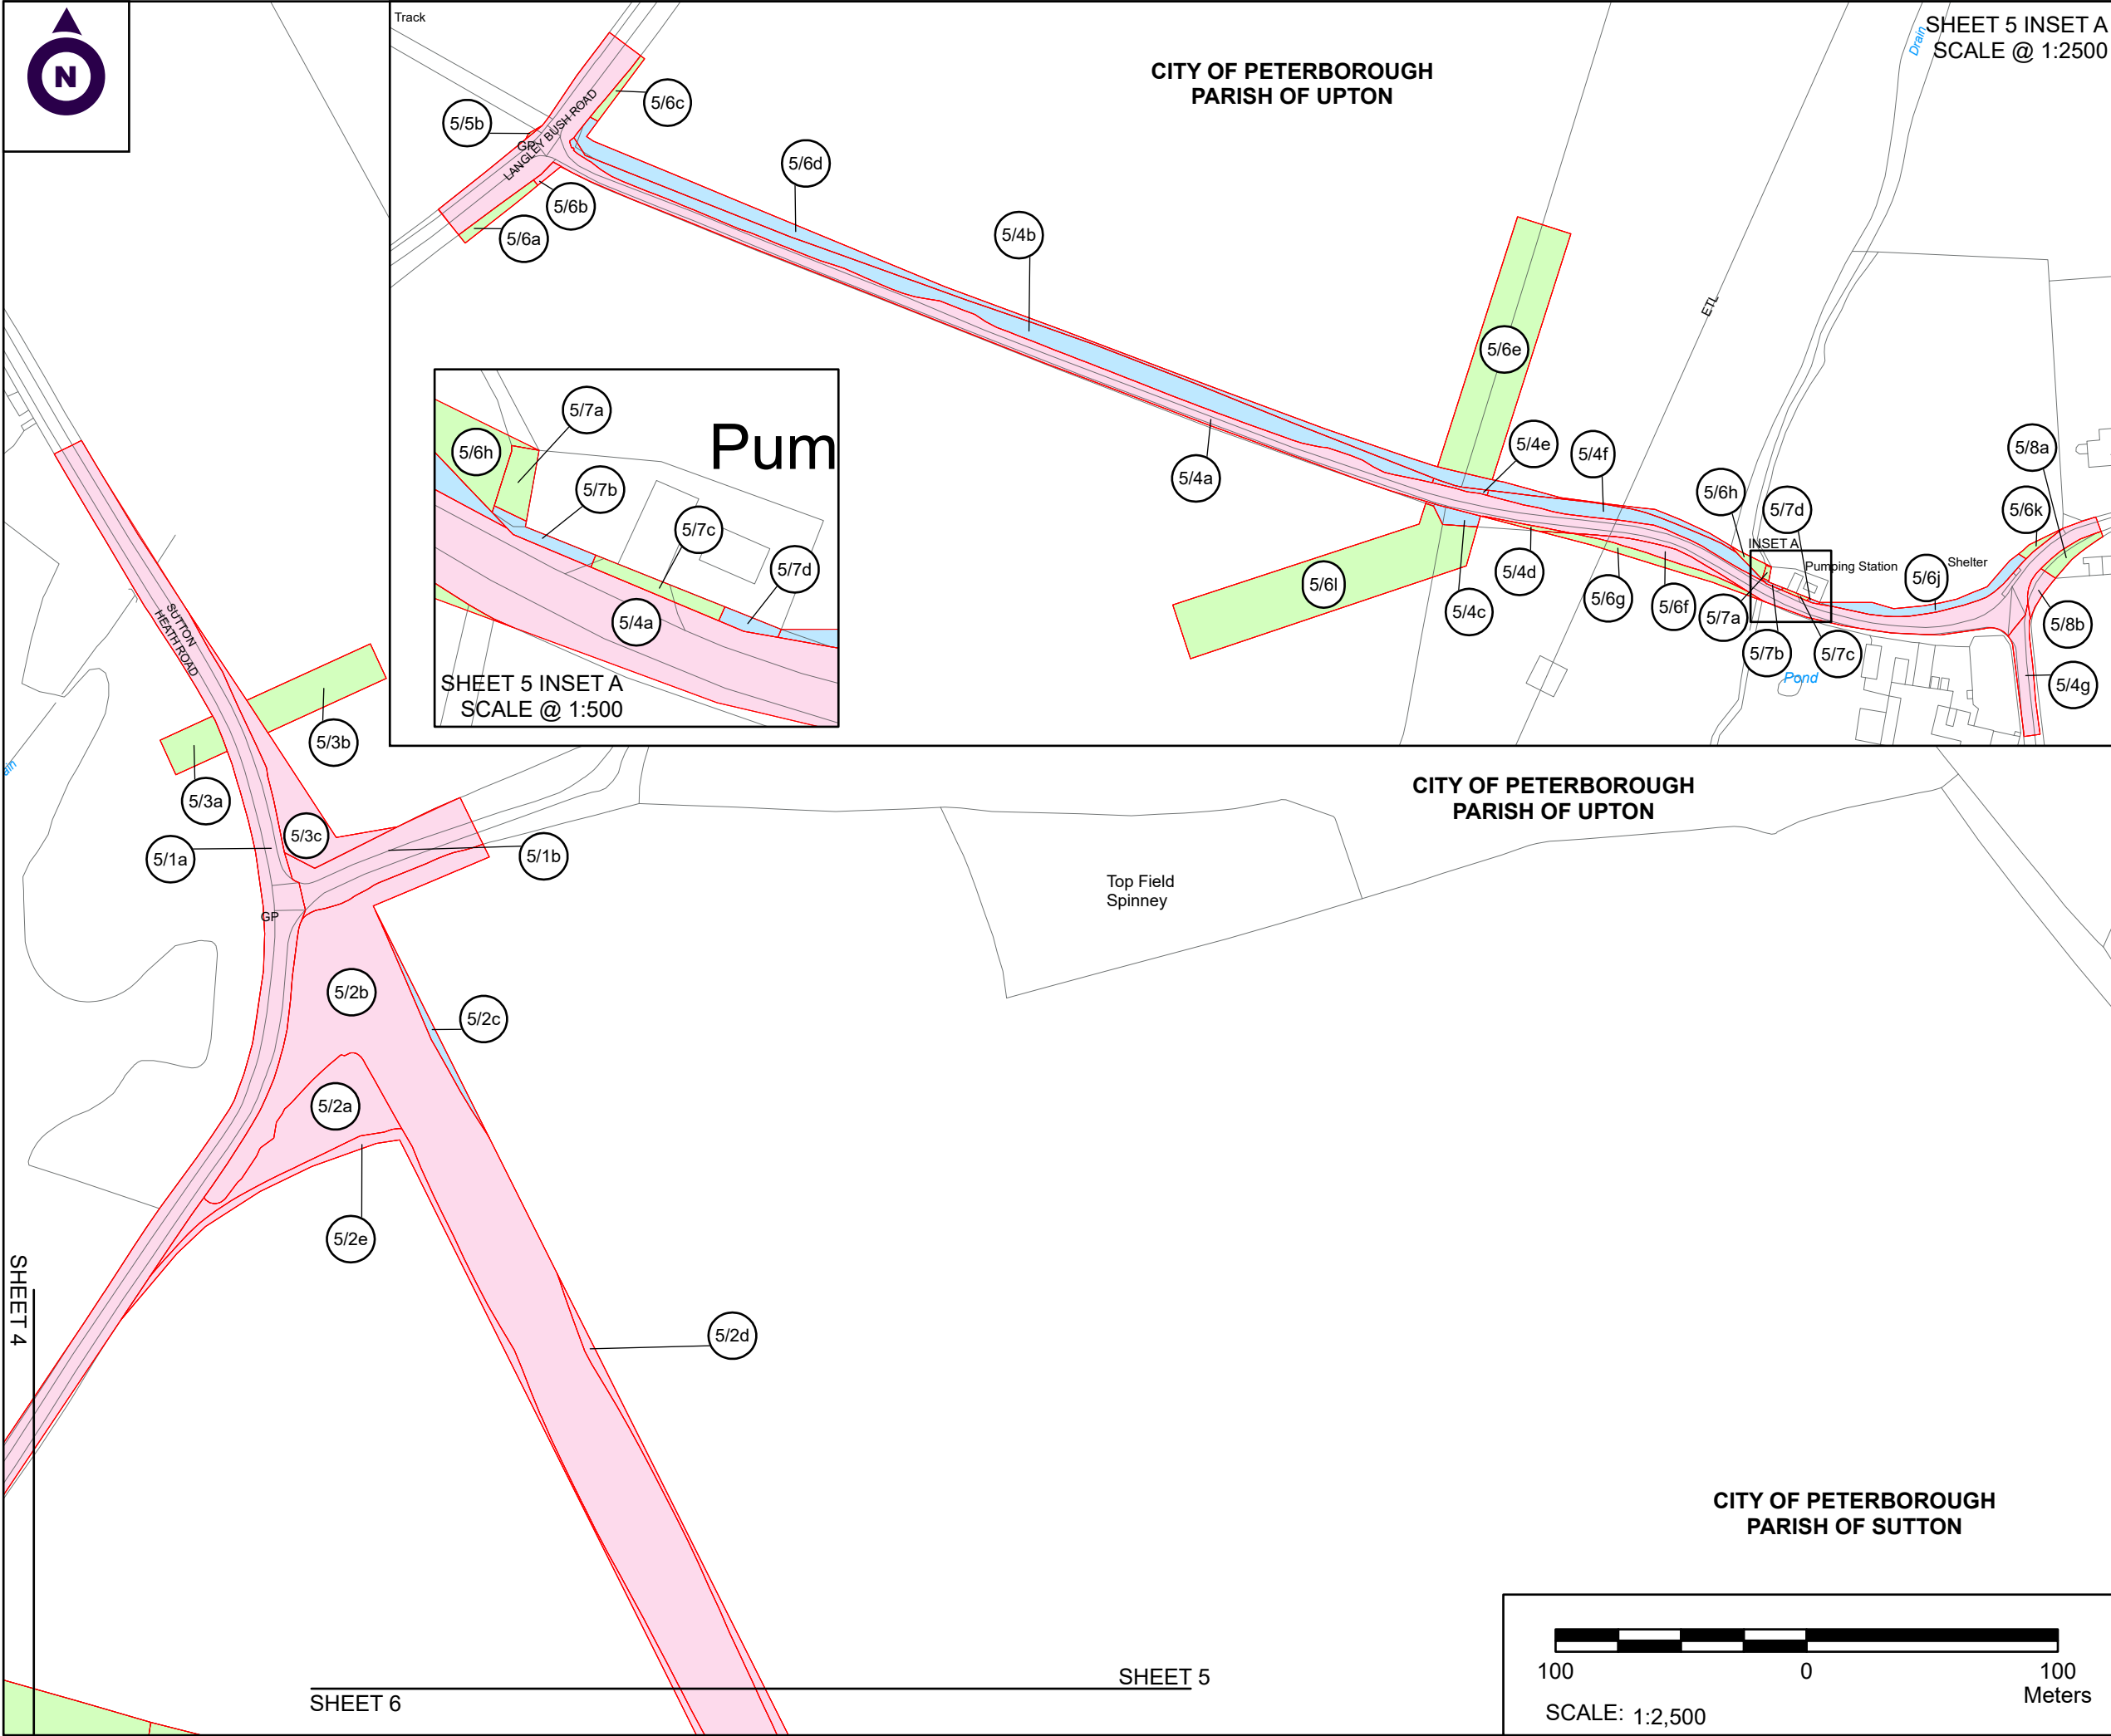 N
Track
CITY OF PETERBOROUGH
PARISH OF UPTON
Drain
SHEET 5 INSET A
SCALE @ 1:2500
5/5b
GP
LANGLEY BUSH ROAD
5/6c
5/6b
5/6a
5/6d
5/4b
5/6e
ETL
5/4a
5/4e
5/4f
5/6h
5/7d
5/8a
5/6k
INSET A
Pumping Station
Shelter
5/6j
5/6l
5/4c
5/4d
5/6g
5/6f
5/7a
5/7b
5/7c
Pond
5/8b
5/4g
5/7a
Pum
5/6h
5/7b
5/7c
5/7d
5/4a
SHEET 5 INSET A
SCALE @ 1:500
SUTTON
HEATH ROAD
5/3b
5/3a
ain
5/3c
5/1a
5/1b
GP
CITY OF PETERBOROUGH
PARISH OF UPTON
Top Field
Spinney
5/2b
5/2c
5/2a
5/2e
5/2d
SHEET 4
CITY OF PETERBOROUGH
PARISH OF SUTTON
SHEET 5
SHEET 6
100
0
100
Meters
SCALE: 1:2,500